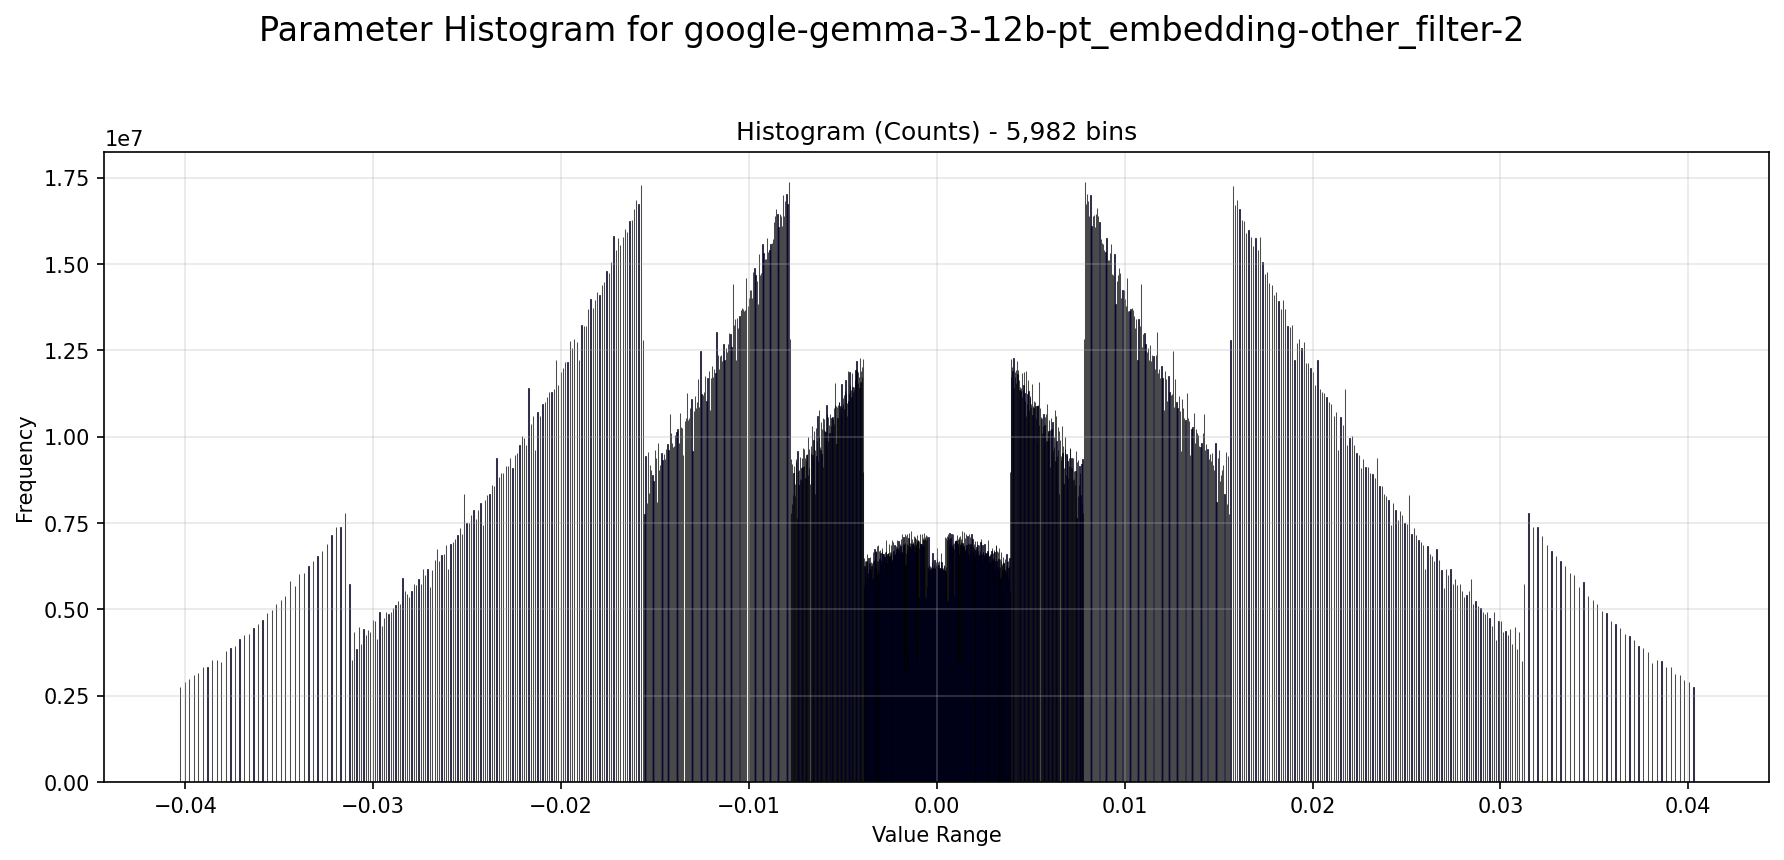 Parameter Histogram for google-gemma-3-12b-pt_embedding-other_filter-2
Histogram (Counts) - 5,982 bins
1e7
1.75
1.50
1.25
1.00
0.75
0.50
0.25
0.00
Frequency
−0.04 −0.03 −0.02 −0.01 0.00 0.01 0.02 0.03 0.04
Value Range